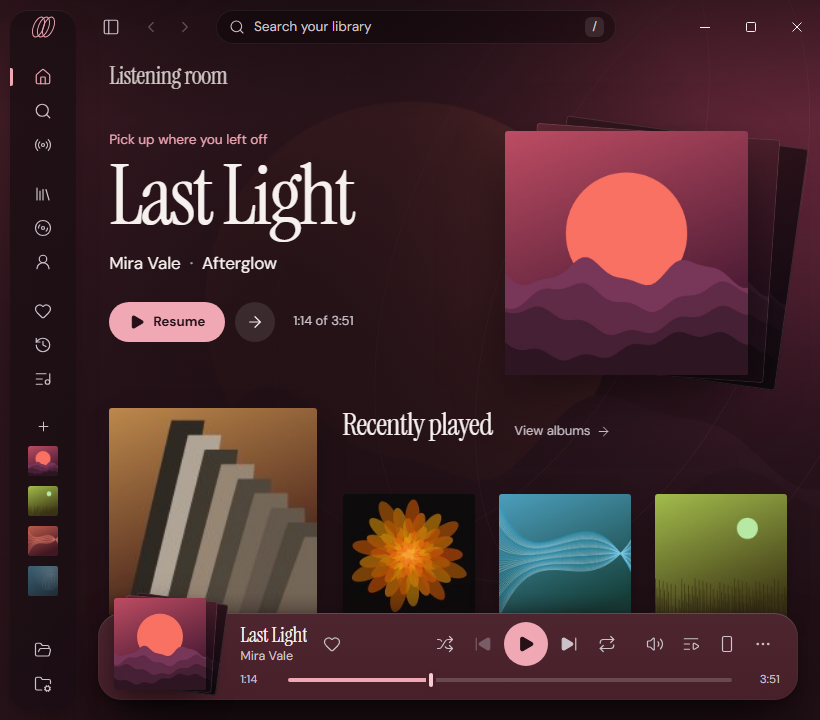 Search your library
/
Listening room
Pick up where you left off
Last Light
Mira Vale · Afterglow
Resume
1:14 of 3:51
Recently played
View albums
Last Light
Mira Vale
1:14
3:51